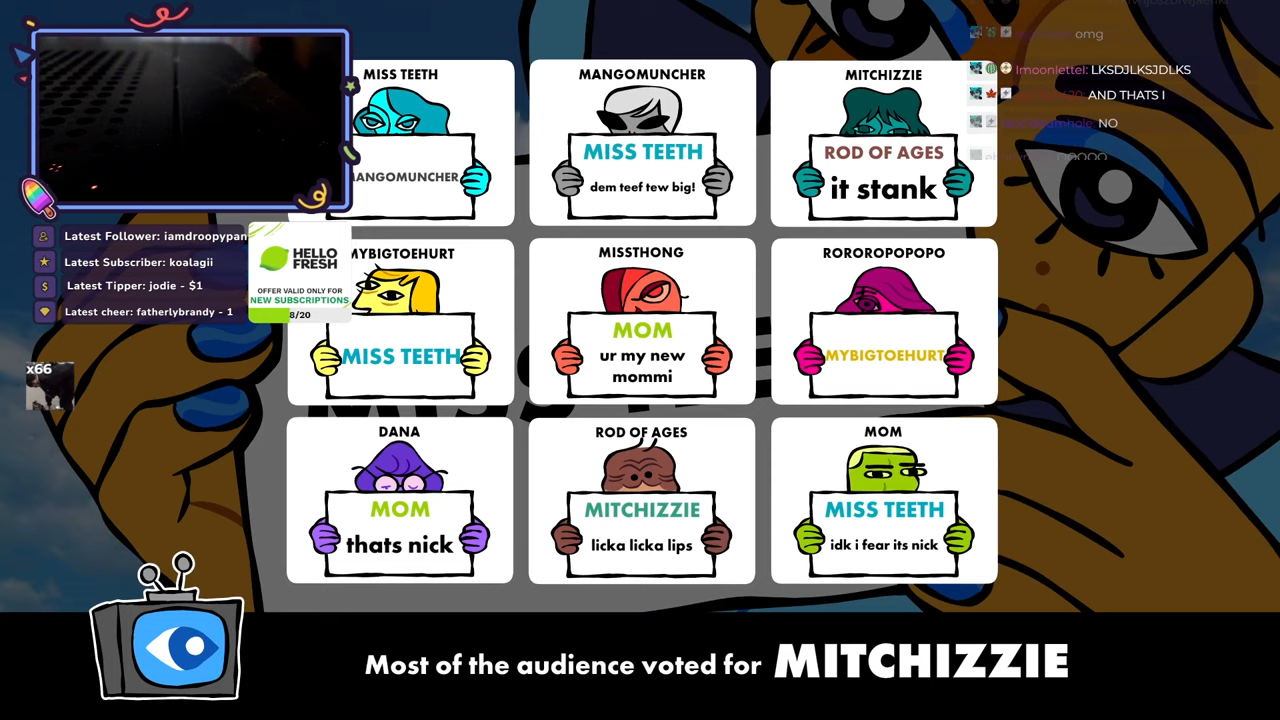 omg
lmoonlettel: LKSDJLKSJDLKS
AND THATS I
NO
Latest Follower: iamdroopypan
Latest Subscriber: koalagii
Latest Tipper: jodie - $1
Latest cheer: fatherlybrandy - 1
HELLO
FRESH
OFFER VALID ONLY FOR
NEW SUBSCRIPTIONS
8/20
x66
MISS TEETH
MANGOMUNCHER
MANGOMUNCHER
MISS TEETH
dem teef tew big!
MITCHIZZIE
ROD OF AGES
it stank
MYBIGTOEHURT
MISS TEETH
MISSTHONG
MOM
ur my new
mommi
ROROROPOPOPO
MYBIGTOEHURT
DANA
MOM
thats nick
ROD OF AGES
MITCHIZZIE
licka licka lips
MOM
MISS TEETH
idk i fear its nick
Most of the audience voted for MITCHIZZIE